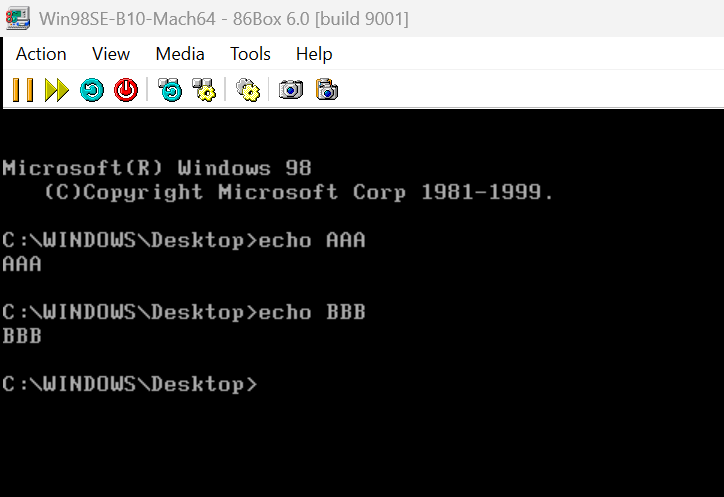 Win98SE-B10-Mach64 - 86Box 6.0 [build 9001]
Action View Media Tools Help
Microsoft(R) Windows 98
   (C)Copyright Microsoft Corp 1981-1999.
C:\WINDOWS\Desktop>echo AAA
AAA
C:\WINDOWS\Desktop>echo BBB
BBB
C:\WINDOWS\Desktop>